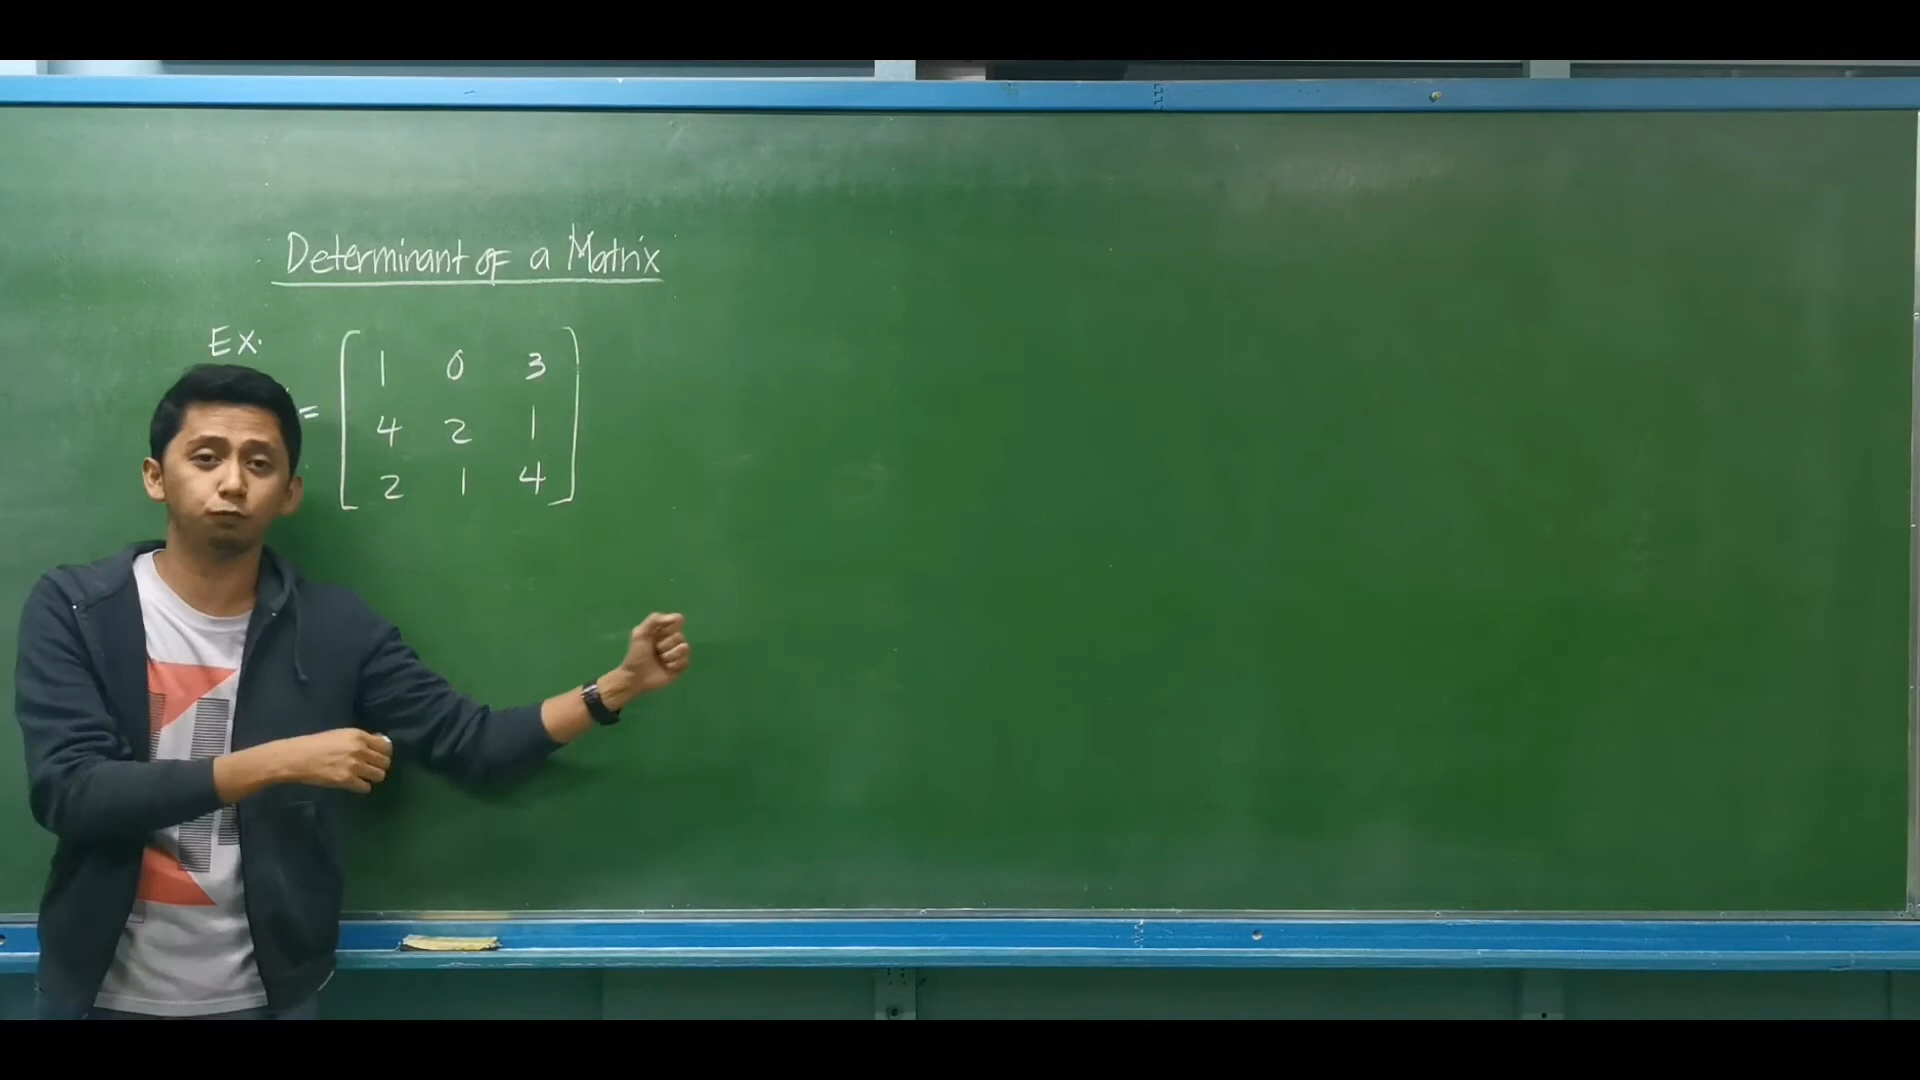 Determinant of a Matrix
Ex.
= 1 0 3
4 2 1
2 1 4